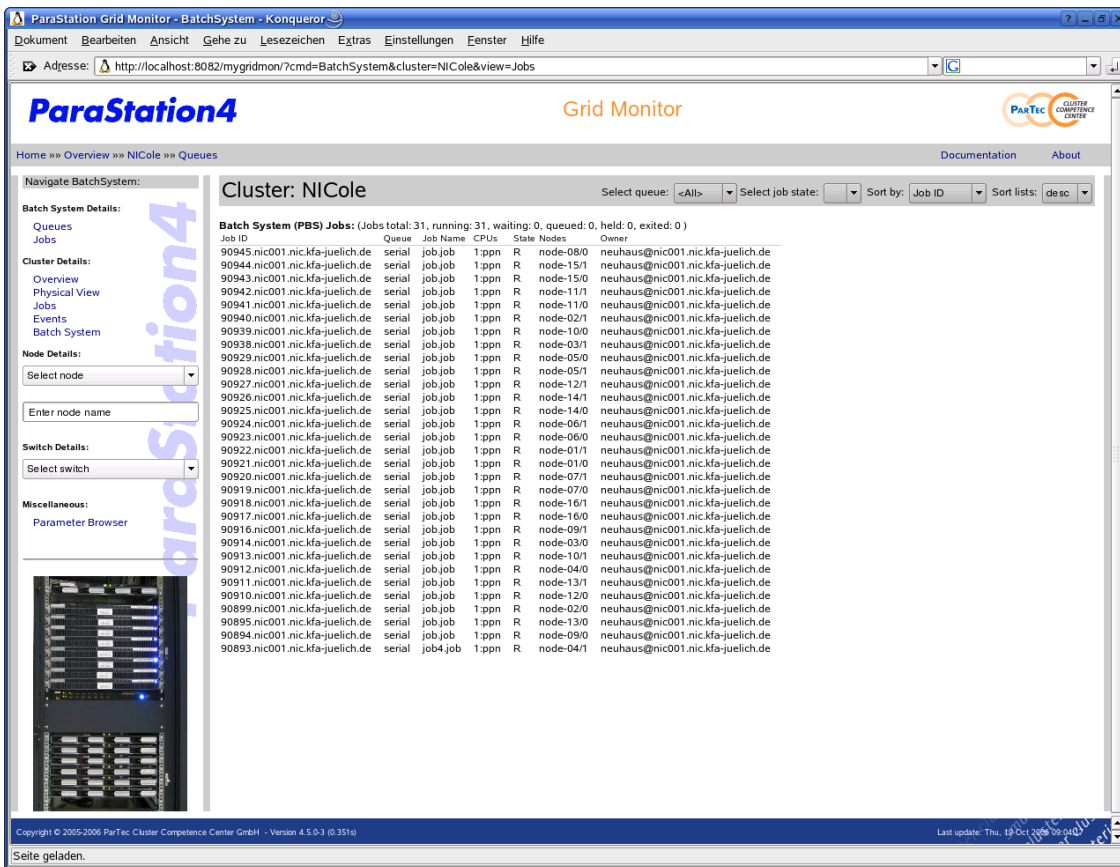 ParaStation Grid Monitor - BatchSystem - Konqueror
Dokument Bearbeiten Ansicht Gehe zu Lesezeichen Extras Einstellungen Fenster Hilfe
Adresse: http://localhost:8082/mygridmon/?cmd=BatchSystem&cluster=NICole&view=Jobs
ParaStation4
Grid Monitor
PARTEC CLUSTER COMPETENCE CENTER
Home »» Overview »» NICole »» Queues
Documentation About
Navigate BatchSystem:
Batch System Details:
Queues
Jobs
Cluster Details:
Overview
Physical View
Jobs
Events
Batch System
Node Details:
Select node
Enter node name
Switch Details:
Select switch
Miscellaneous:
Parameter Browser
ParaStation4
Cluster: NICole
Select queue: <All> Select job state: Sort by: Job ID Sort lists: desc
Batch System (PBS) Jobs: (Jobs total: 31, running: 31, waiting: 0, queued: 0, held: 0, exited: 0 )
Job ID Queue Job Name CPUs State Nodes Owner
90945.nic001.nic.kfa-juelich.de serial job.job 1:ppn R node-08/0 neuhaus@nic001.nic.kfa-juelich.de
90944.nic001.nic.kfa-juelich.de serial job.job 1:ppn R node-15/1 neuhaus@nic001.nic.kfa-juelich.de
90943.nic001.nic.kfa-juelich.de serial job.job 1:ppn R node-15/0 neuhaus@nic001.nic.kfa-juelich.de
90942.nic001.nic.kfa-juelich.de serial job.job 1:ppn R node-11/1 neuhaus@nic001.nic.kfa-juelich.de
90941.nic001.nic.kfa-juelich.de serial job.job 1:ppn R node-11/0 neuhaus@nic001.nic.kfa-juelich.de
90940.nic001.nic.kfa-juelich.de serial job.job 1:ppn R node-02/1 neuhaus@nic001.nic.kfa-juelich.de
90939.nic001.nic.kfa-juelich.de serial job.job 1:ppn R node-10/0 neuhaus@nic001.nic.kfa-juelich.de
90938.nic001.nic.kfa-juelich.de serial job.job 1:ppn R node-03/1 neuhaus@nic001.nic.kfa-juelich.de
90929.nic001.nic.kfa-juelich.de serial job.job 1:ppn R node-05/0 neuhaus@nic001.nic.kfa-juelich.de
90928.nic001.nic.kfa-juelich.de serial job.job 1:ppn R node-05/1 neuhaus@nic001.nic.kfa-juelich.de
90927.nic001.nic.kfa-juelich.de serial job.job 1:ppn R node-12/1 neuhaus@nic001.nic.kfa-juelich.de
90926.nic001.nic.kfa-juelich.de serial job.job 1:ppn R node-14/1 neuhaus@nic001.nic.kfa-juelich.de
90925.nic001.nic.kfa-juelich.de serial job.job 1:ppn R node-14/0 neuhaus@nic001.nic.kfa-juelich.de
90924.nic001.nic.kfa-juelich.de serial job.job 1:ppn R node-06/1 neuhaus@nic001.nic.kfa-juelich.de
90923.nic001.nic.kfa-juelich.de serial job.job 1:ppn R node-06/0 neuhaus@nic001.nic.kfa-juelich.de
90922.nic001.nic.kfa-juelich.de serial job.job 1:ppn R node-01/1 neuhaus@nic001.nic.kfa-juelich.de
90921.nic001.nic.kfa-juelich.de serial job.job 1:ppn R node-01/0 neuhaus@nic001.nic.kfa-juelich.de
90920.nic001.nic.kfa-juelich.de serial job.job 1:ppn R node-07/1 neuhaus@nic001.nic.kfa-juelich.de
90919.nic001.nic.kfa-juelich.de serial job.job 1:ppn R node-07/0 neuhaus@nic001.nic.kfa-juelich.de
90918.nic001.nic.kfa-juelich.de serial job.job 1:ppn R node-16/1 neuhaus@nic001.nic.kfa-juelich.de
90917.nic001.nic.kfa-juelich.de serial job.job 1:ppn R node-16/0 neuhaus@nic001.nic.kfa-juelich.de
90916.nic001.nic.kfa-juelich.de serial job.job 1:ppn R node-09/1 neuhaus@nic001.nic.kfa-juelich.de
90914.nic001.nic.kfa-juelich.de serial job.job 1:ppn R node-03/0 neuhaus@nic001.nic.kfa-juelich.de
90913.nic001.nic.kfa-juelich.de serial job.job 1:ppn R node-10/1 neuhaus@nic001.nic.kfa-juelich.de
90912.nic001.nic.kfa-juelich.de serial job.job 1:ppn R node-04/0 neuhaus@nic001.nic.kfa-juelich.de
90911.nic001.nic.kfa-juelich.de serial job.job 1:ppn R node-13/1 neuhaus@nic001.nic.kfa-juelich.de
90910.nic001.nic.kfa-juelich.de serial job.job 1:ppn R node-12/0 neuhaus@nic001.nic.kfa-juelich.de
90899.nic001.nic.kfa-juelich.de serial job.job 1:ppn R node-02/0 neuhaus@nic001.nic.kfa-juelich.de
90895.nic001.nic.kfa-juelich.de serial job.job 1:ppn R node-13/0 neuhaus@nic001.nic.kfa-juelich.de
90894.nic001.nic.kfa-juelich.de serial job.job 1:ppn R node-09/0 neuhaus@nic001.nic.kfa-juelich.de
90893.nic001.nic.kfa-juelich.de serial job4.job 1:ppn R node-04/1 neuhaus@nic001.nic.kfa-juelich.de
Copyright © 2005-2006 ParTec Cluster Competence Center GmbH - Version 4.5.0-3 (0.351s)
Last update: Thu, 19 Oct 2006
Seite geladen.